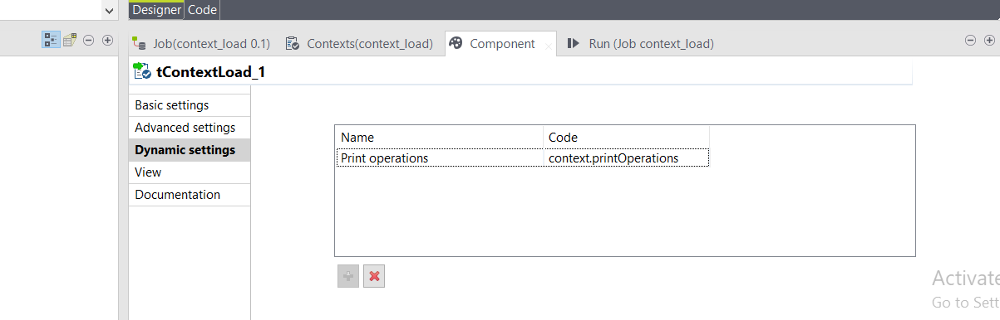 Designer Code
Job(context_load 0.1) Contexts(context_load) Component Run (Job context_load)
tContextLoad_1
Basic settings
Advanced settings
Dynamic settings
View
Documentation
Name Code
Print operations context.printOperations
Activate
Go to Sett